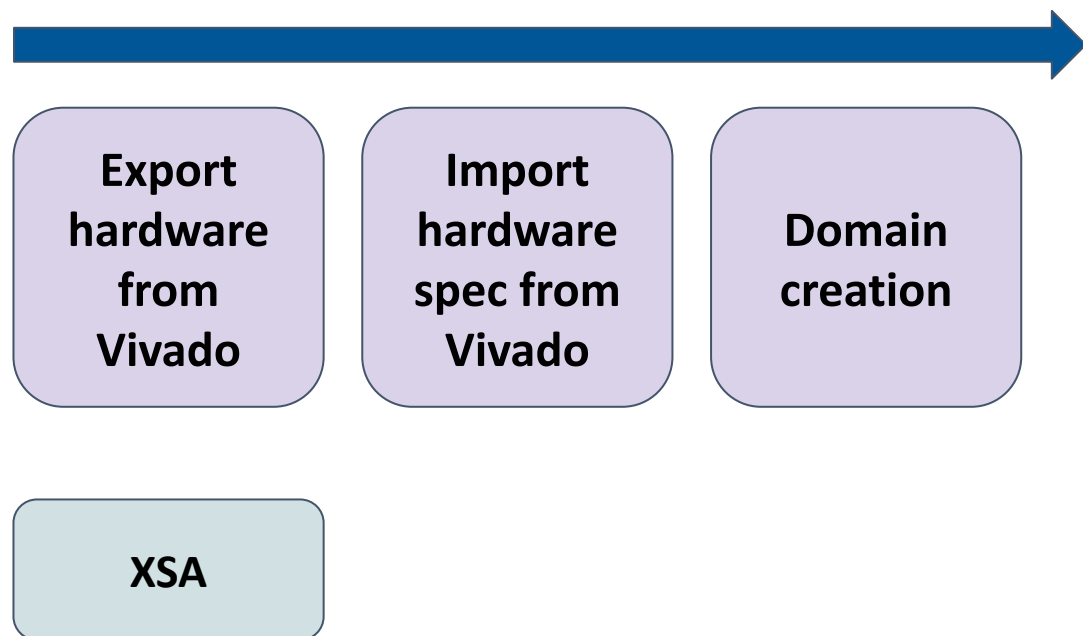 Export
hardware
from
Vivado
Import
hardware
spec from
Vivado
Domain
creation
XSA